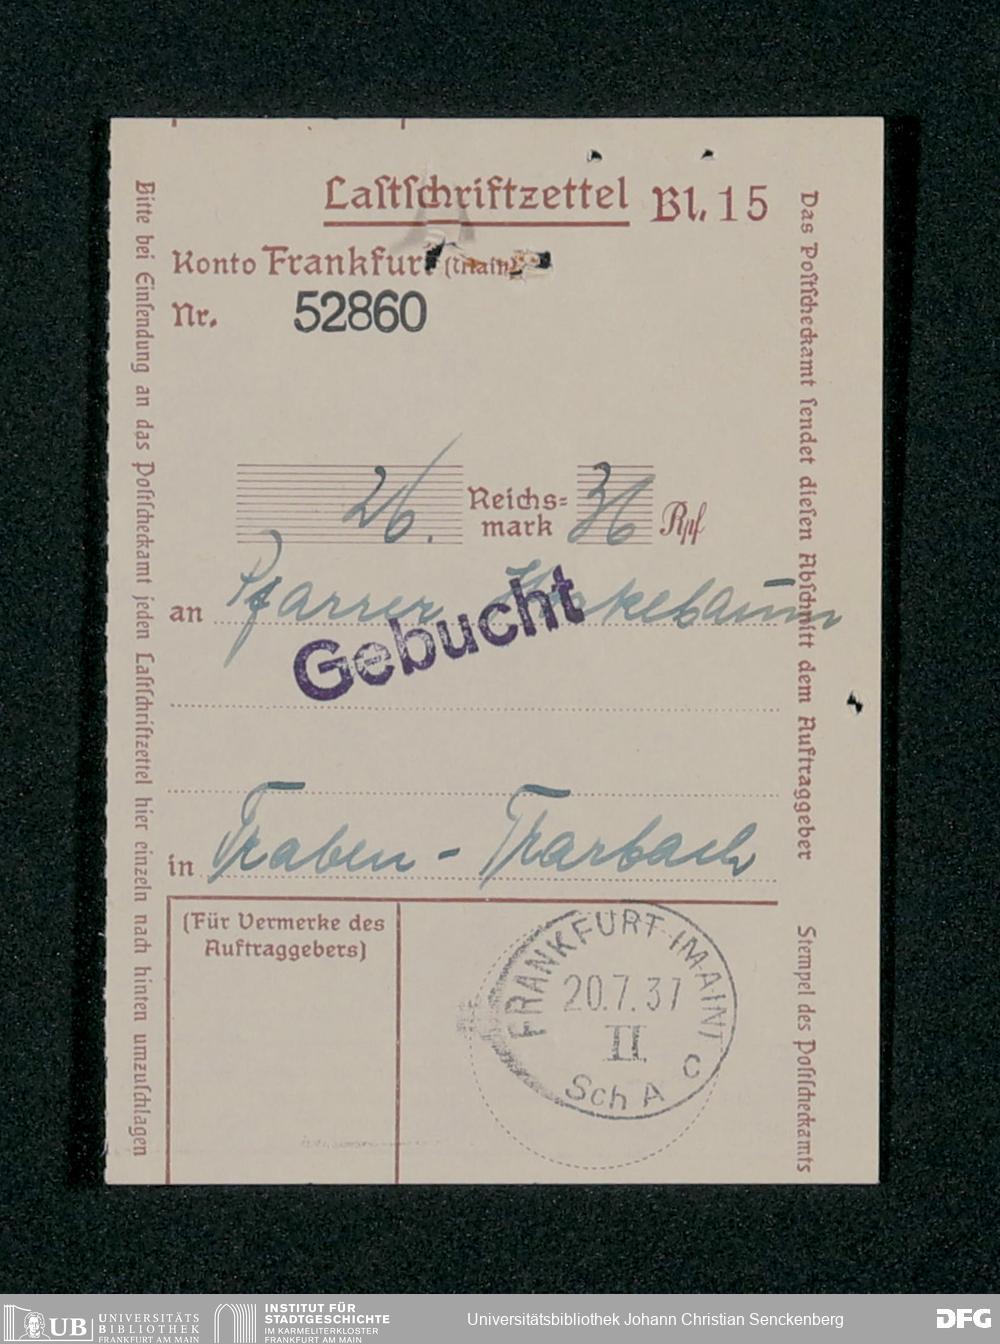 Lastschriftzettel Bl. 15
Konto Frankfurt (Main)
Nr. 52860
26. Reichs-
mark 36 Rpf
an Pfarrer
Gebucht
in Traben-Trarbach
(Für Vermerke des
Auftraggebers)
FRANKFURT (MAIN)
20.7.37
II
Sch A c
Bitte bei Einsendung an das Postscheckamt jeden Lastschriftzettel hier einzeln nach hinten umzuschlagen
Das Postscheckamt sendet diesen Abschnitt dem Auftraggeber
Stempel des Postscheckamts
UB UNIVERSITÄTS
BIBLIOTHEK
FRANKFURT AM MAIN
INSTITUT FÜR
STADTGESCHICHTE
IM KARMELITERKLOSTER
FRANKFURT AM MAIN
Universitätsbibliothek Johann Christian Senckenberg
DFG